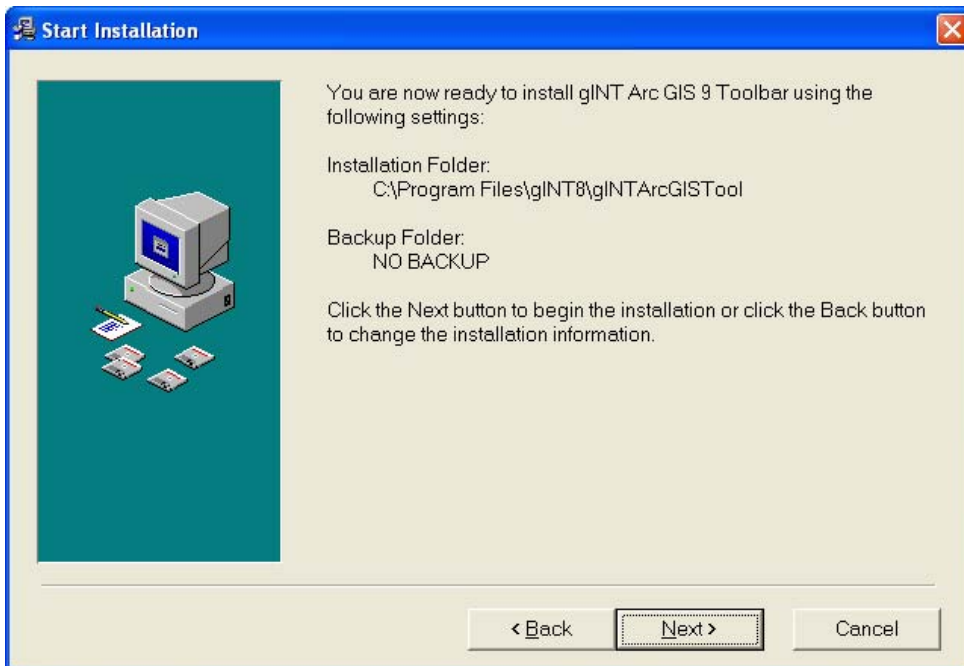 Start Installation
You are now ready to install gINT Arc GIS 9 Toolbar using the
following settings:
Installation Folder:
C:\Program Files\gINT8\gINTArcGISTool
Backup Folder:
NO BACKUP
Click the Next button to begin the installation or click the Back button
to change the installation information.
< Back
Next >
Cancel